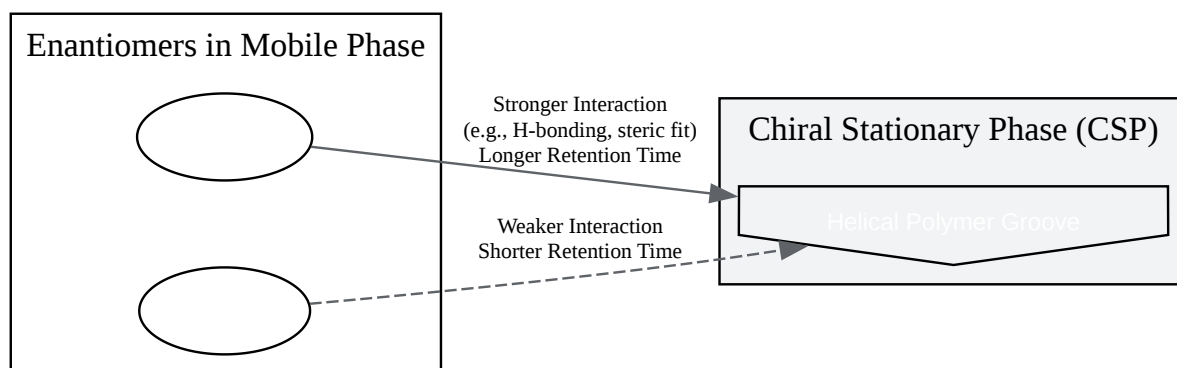 Enantiomers in Mobile Phase
Stronger Interaction
(e.g., H-bonding, steric fit)
Longer Retention Time
Weaker Interaction
Shorter Retention Time
Chiral Stationary Phase (CSP)
Helical Polymer Groove